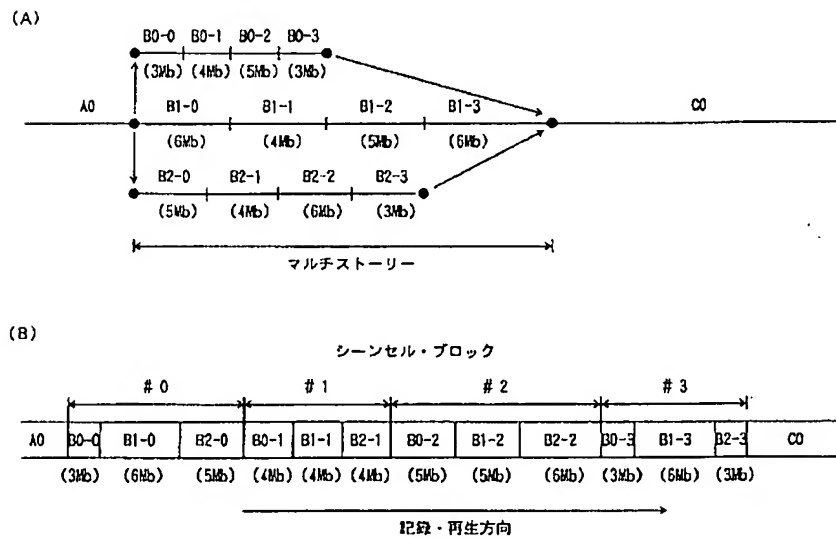 (A)
B0-0 B0-1 B0-2 B0-3
(3Mb) (4Mb) (5Mb) (3Mb)
A0 B1-0 B1-1 B1-2 B1-3 C0
(6Mb) (4Mb) (5Mb) (6Mb)
B2-0 B2-1 B2-2 B2-3
(5Mb) (4Mb) (6Mb) (3Mb)
マルチストーリー
(B)
シーンセル・ブロック
#0 #1 #2 #3
A0 B0-0 B1-0 B2-0 B0-1 B1-1 B2-1 B0-2 B1-2 B2-2 B0-3 B1-3 B2-3 C0
(3Mb) (6Mb) (5Mb) (4Mb) (4Mb) (4Mb) (5Mb) (5Mb) (6Mb) (3Mb) (6Mb) (3Mb)
記録・再生方向